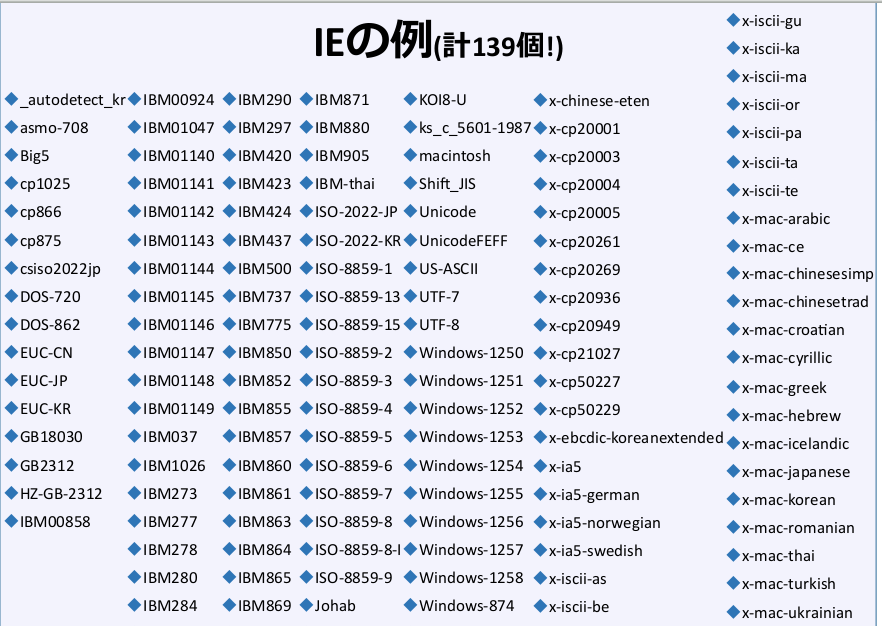 IEの例(計139個!)
◆_autodetect_kr
◆asmo-708
◆Big5
◆cp1025
◆cp866
◆cp875
◆csiso2022jp
◆DOS-720
◆DOS-862
◆EUC-CN
◆EUC-JP
◆EUC-KR
◆GB18030
◆GB2312
◆HZ-GB-2312
◆IBM00858
◆IBM00924
◆IBM01047
◆IBM01140
◆IBM01141
◆IBM01142
◆IBM01143
◆IBM01144
◆IBM01145
◆IBM01146
◆IBM01147
◆IBM01148
◆IBM01149
◆IBM037
◆IBM1026
◆IBM273
◆IBM277
◆IBM278
◆IBM280
◆IBM284
◆IBM290
◆IBM297
◆IBM420
◆IBM423
◆IBM424
◆IBM437
◆IBM500
◆IBM737
◆IBM775
◆IBM850
◆IBM852
◆IBM855
◆IBM857
◆IBM860
◆IBM861
◆IBM863
◆IBM864
◆IBM865
◆IBM869
◆IBM871
◆IBM880
◆IBM905
◆IBM-thai
◆ISO-2022-JP
◆ISO-2022-KR
◆ISO-8859-1
◆ISO-8859-13
◆ISO-8859-15
◆ISO-8859-2
◆ISO-8859-3
◆ISO-8859-4
◆ISO-8859-5
◆ISO-8859-6
◆ISO-8859-7
◆ISO-8859-8
◆ISO-8859-8-I
◆ISO-8859-9
◆Johab
◆KOI8-U
◆ks_c_5601-1987
◆macintosh
◆Shift_JIS
◆Unicode
◆UnicodeFEFF
◆US-ASCII
◆UTF-7
◆UTF-8
◆Windows-1250
◆Windows-1251
◆Windows-1252
◆Windows-1253
◆Windows-1254
◆Windows-1255
◆Windows-1256
◆Windows-1257
◆Windows-1258
◆Windows-874
◆x-chinese-eten
◆x-cp20001
◆x-cp20003
◆x-cp20004
◆x-cp20005
◆x-cp20261
◆x-cp20269
◆x-cp20936
◆x-cp20949
◆x-cp21027
◆x-cp50227
◆x-cp50229
◆x-ebcdic-koreanextended
◆x-ia5
◆x-ia5-german
◆x-ia5-norwegian
◆x-ia5-swedish
◆x-iscii-as
◆x-iscii-be
◆x-iscii-gu
◆x-iscii-ka
◆x-iscii-ma
◆x-iscii-or
◆x-iscii-pa
◆x-iscii-ta
◆x-iscii-te
◆x-mac-arabic
◆x-mac-ce
◆x-mac-chinesesimp
◆x-mac-chinesetrad
◆x-mac-croatian
◆x-mac-cyrillic
◆x-mac-greek
◆x-mac-hebrew
◆x-mac-icelandic
◆x-mac-japanese
◆x-mac-korean
◆x-mac-romanian
◆x-mac-thai
◆x-mac-turkish
◆x-mac-ukrainian